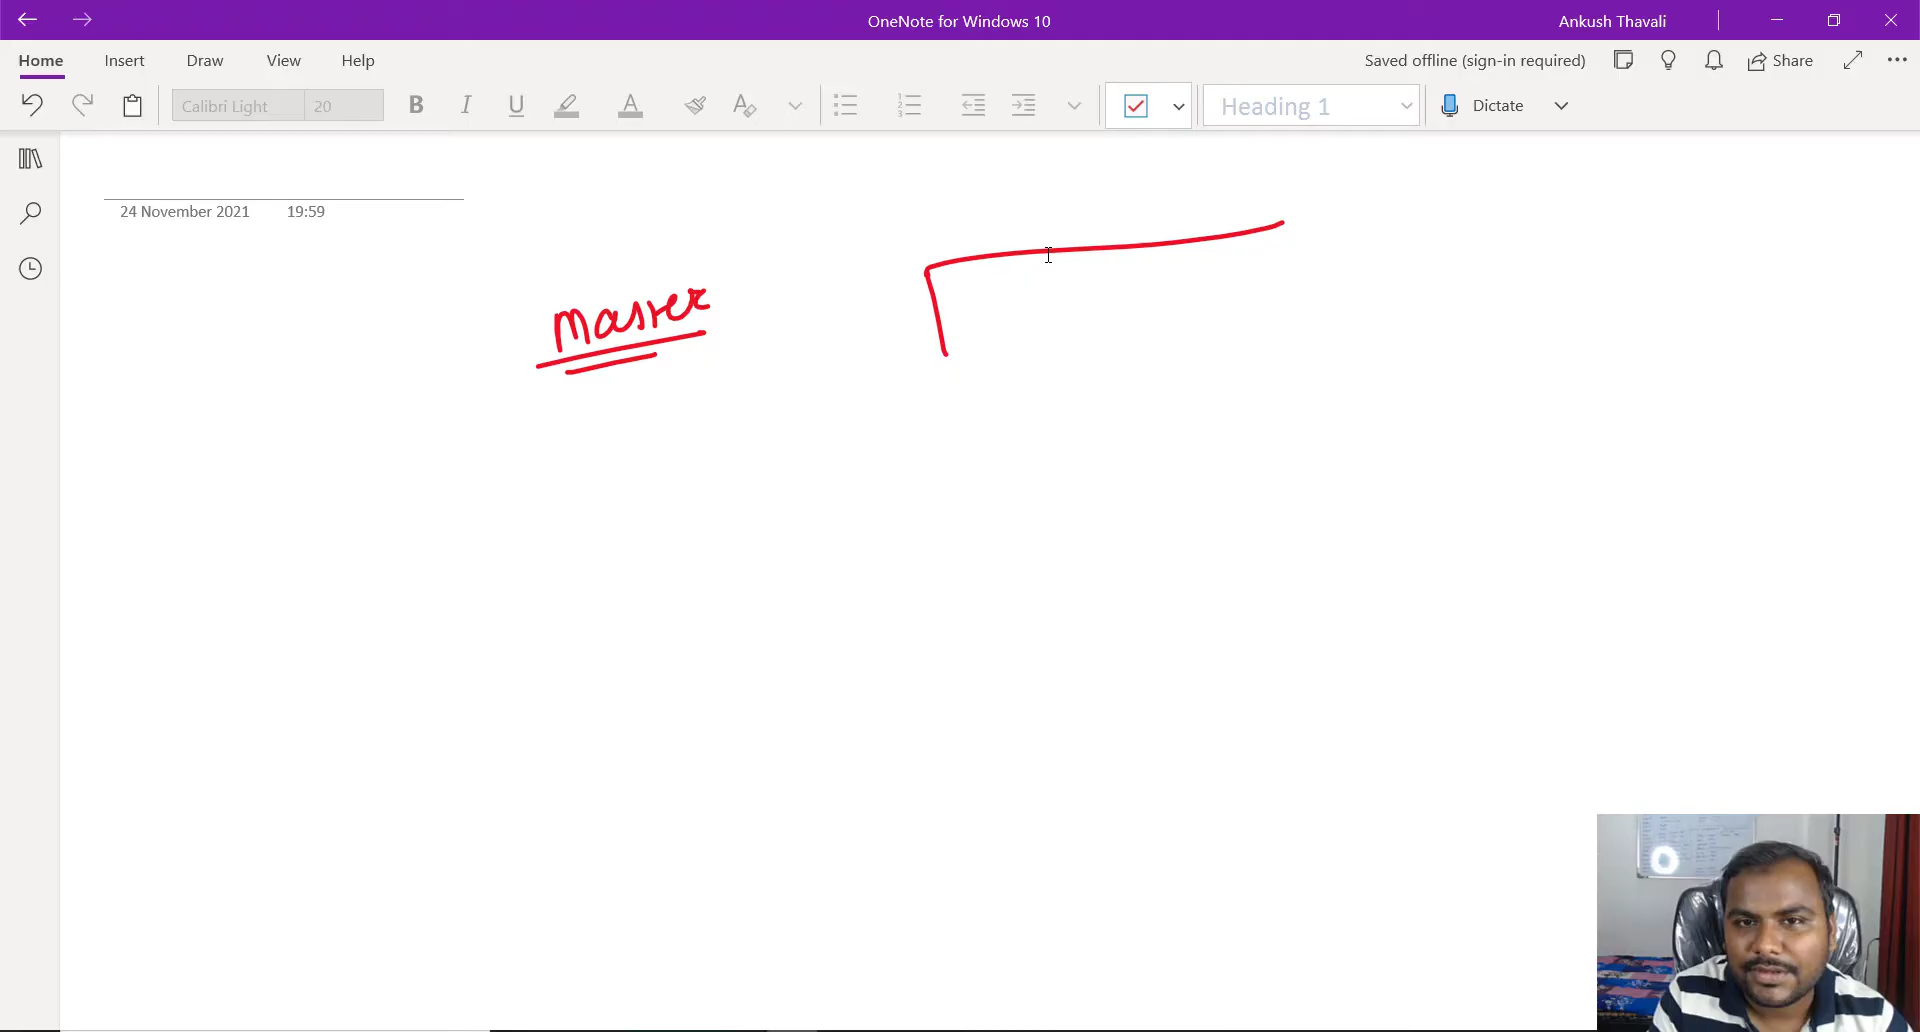 OneNote for Windows 10
Ankush Thavali
Home Insert Draw View Help
Saved offline (sign-in required)
Share
Calibri Light 20
B I U A A
Heading 1
Dictate
24 November 2021 19:59
Master